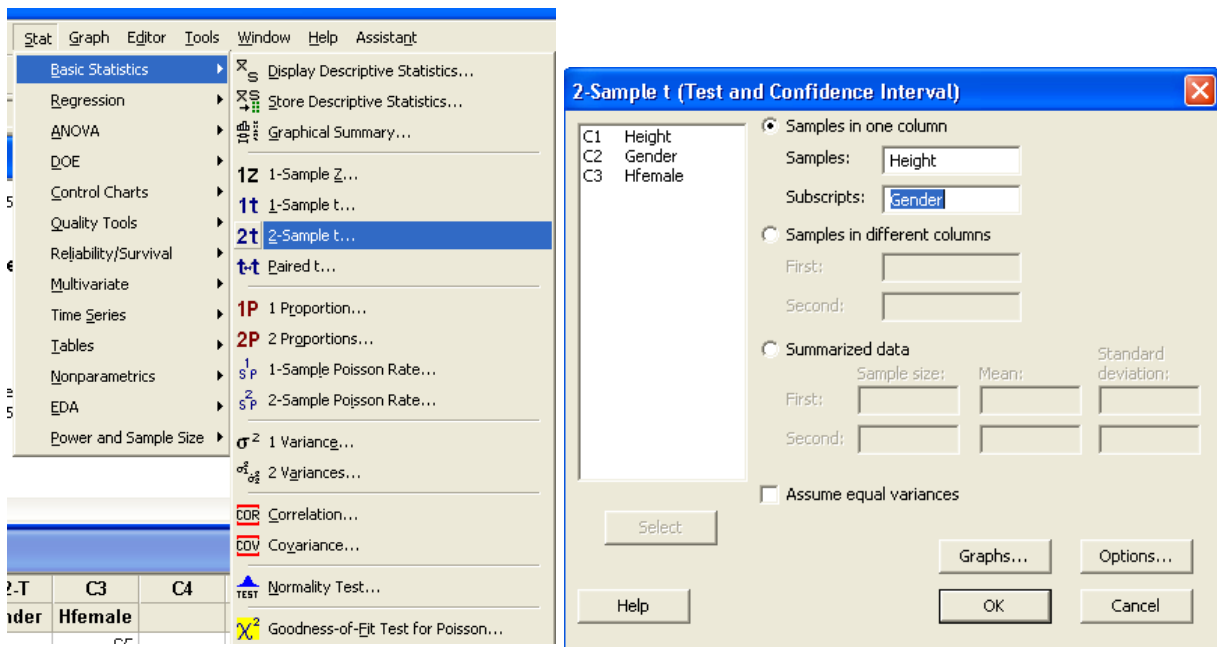 Stat Graph Editor Tools Window Help Assistant
Basic Statistics
Regression
ANOVA
DOE
Control Charts
Quality Tools
Reliability/Survival
Multivariate
Time Series
Tables
Nonparametrics
EDA
Power and Sample Size
Display Descriptive Statistics...
Store Descriptive Statistics...
Graphical Summary...
1Z 1-Sample Z...
1t 1-Sample t...
2t 2-Sample t...
t-t Paired t...
1P 1 Proportion...
2P 2 Proportions...
1-Sample Poisson Rate...
2-Sample Poisson Rate...
σ² 1 Variance...
2 Variances...
COR Correlation...
COV Covariance...
TEST Normality Test...
χ² Goodness-of-Fit Test for Poisson...
C3 C4
Hfemale
2-Sample t (Test and Confidence Interval)
C1 Height
C2 Gender
C3 Hfemale
Samples in one column
Samples: Height
Subscripts: Gender
Samples in different columns
First:
Second:
Summarized data
Sample size: Mean: Standard deviation:
First:
Second:
Assume equal variances
Select
Graphs... Options...
Help OK Cancel